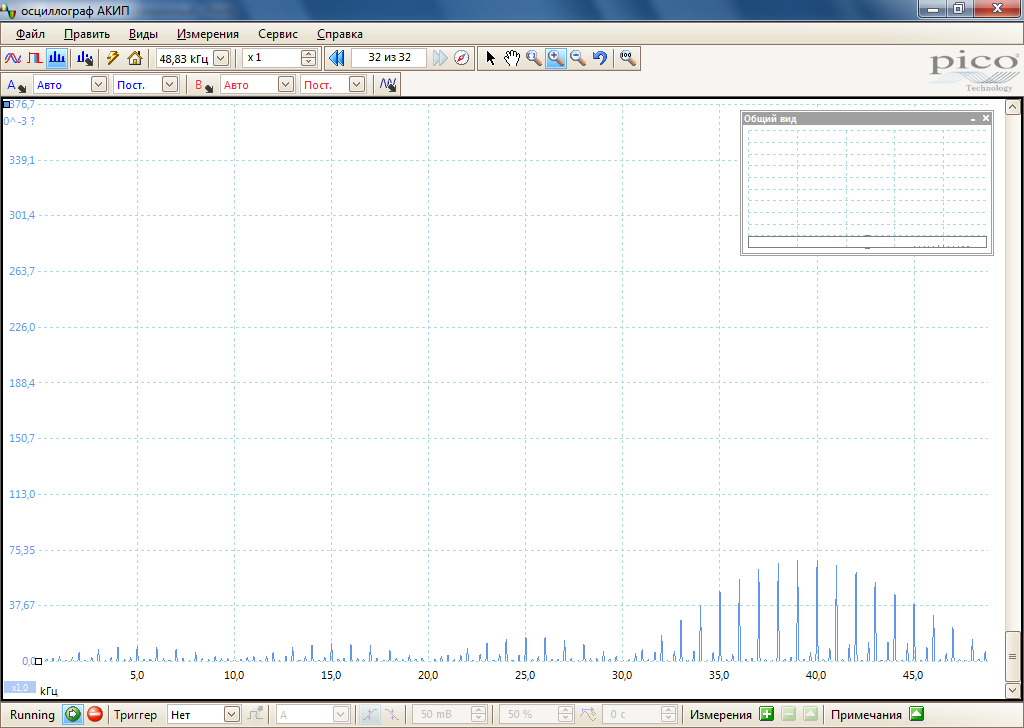 осциллограф АКИП
Файл Править Виды Измерения Сервис Справка
48,83 кГц x 1 32 из 32
pico
Technology
A Авто Пост. B Авто Пост.
376,7
0^-3 ?
Общий вид
339,1
301,4
263,7
226,0
188,4
150,7
113,0
75,35
37,67
0,0
5,0 10,0 15,0 20,0 25,0 30,0 35,0 40,0 45,0
x1,0 кГц
Running Триггер Нет A 50 mB 50 % 0 c Измерения Примечания